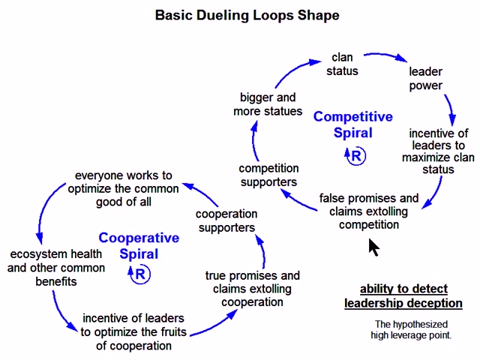 Basic Dueling Loops Shape
clan
status
leader
power
bigger and
more statues
Competitive
Spiral
R
incentive of
leaders to
maximize clan
status
competition
supporters
false promises and
claims extolling
competition
everyone works to
optimize the common
good of all
cooperation
supporters
Cooperative
Spiral
R
ecosystem health
and other common
benefits
true promises and
claims extolling
cooperation
incentive of leaders
to optimize the fruits
of cooperation
ability to detect
leadership deception
The hypothesized
high leverage point.